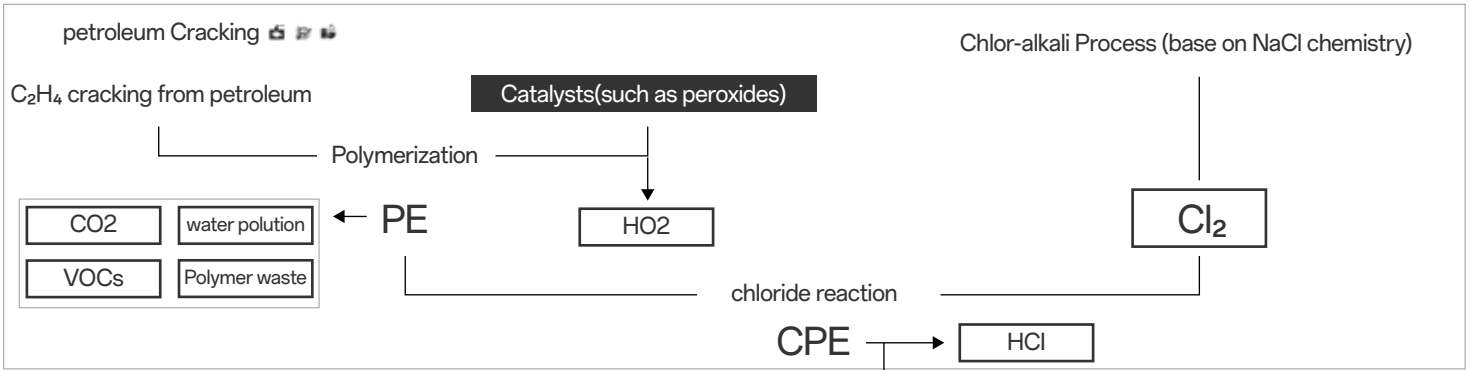 petroleum Cracking
Chlor-alkali Process (base on NaCl chemistry)
C₂H₄ cracking from petroleum
Catalysts(such as peroxides)
Polymerization
CO2
water polution
PE
HO2
Cl₂
VOCs
Polymer waste
chloride reaction
CPE
HCl